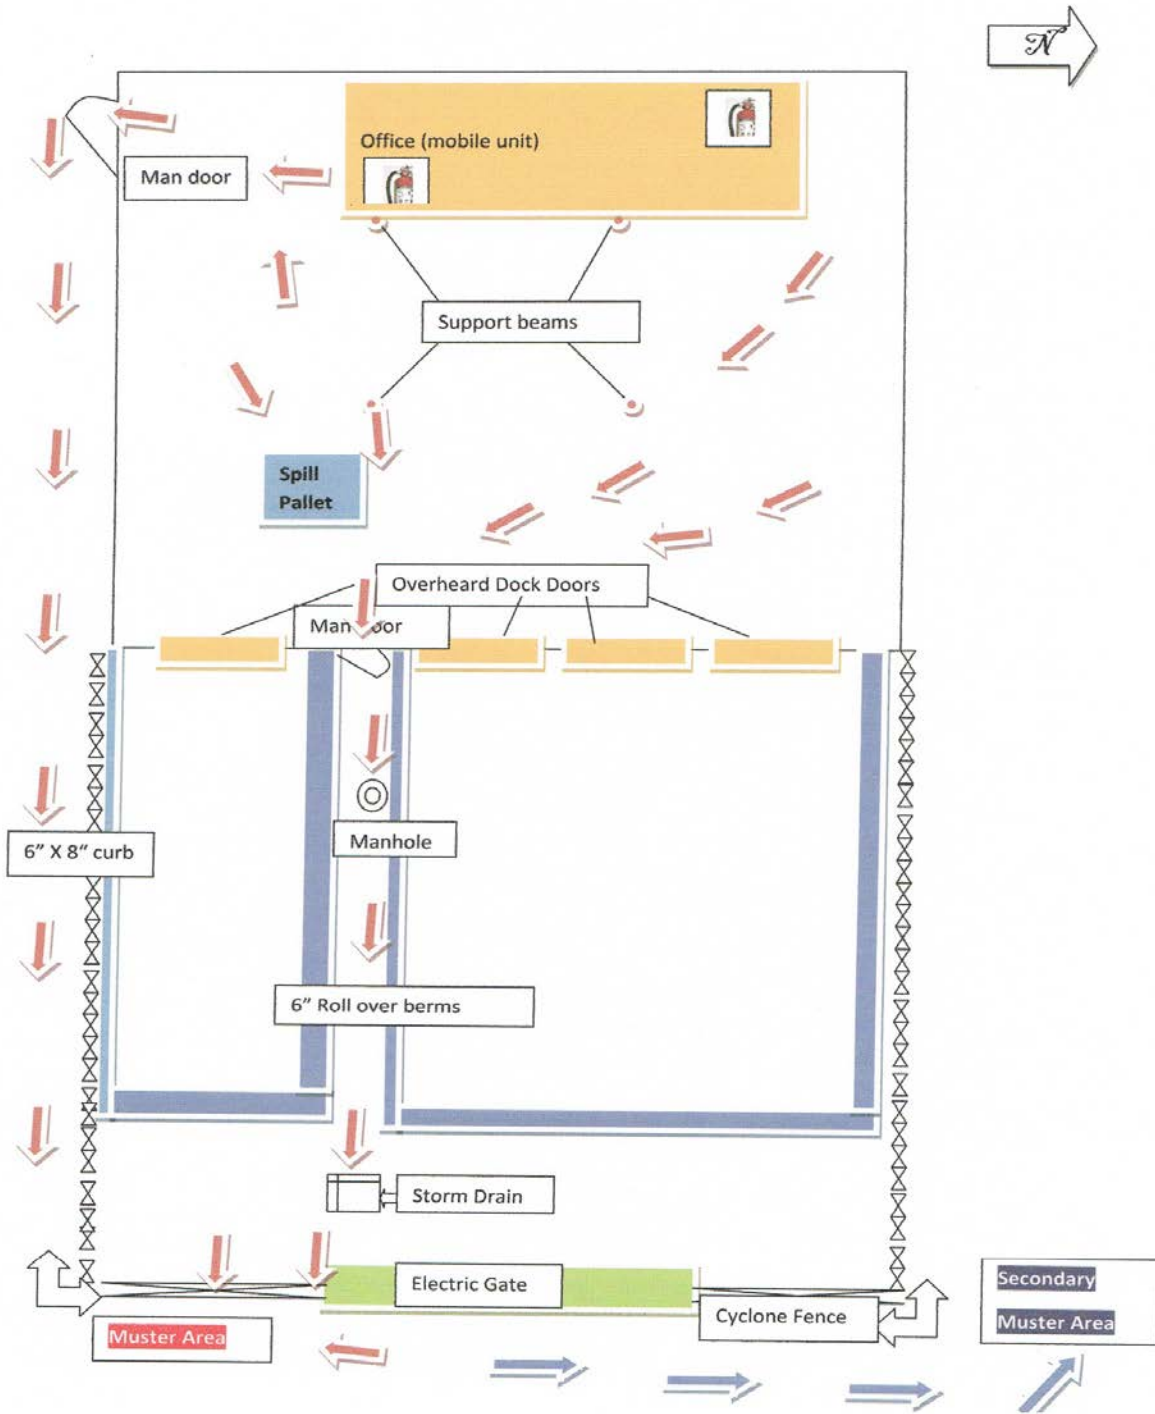 N
Office (mobile unit)
Man door
Support beams
Spill
Pallet
Overheard Dock Doors
Man oor
Manhole
6" X 8" curb
6" Roll over berms
Storm Drain
Electric Gate
Cyclone Fence
Muster Area
Secondary
Muster Area